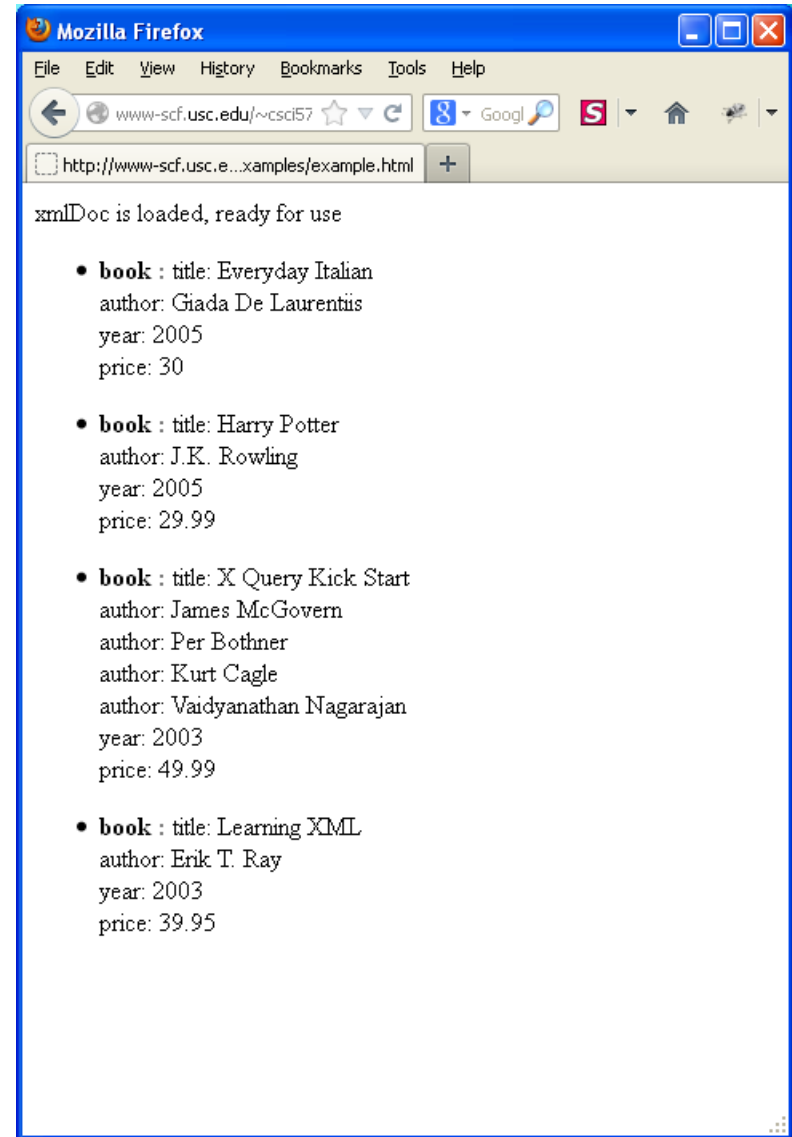 Mozilla Firefox
File Edit View History Bookmarks Tools Help
www-scf.usc.edu/~csci57 8 Googl S
http://www-scf.usc.e...xamples/example.html +
xmlDoc is loaded, ready for use
• book : title: Everyday Italian
author: Giada De Laurentiis
year: 2005
price: 30
• book : title: Harry Potter
author: J.K. Rowling
year: 2005
price: 29.99
• book : title: X Query Kick Start
author: James McGovern
author: Per Bothner
author: Kurt Cagle
author: Vaidyanathan Nagarajan
year: 2003
price: 49.99
• book : title: Learning XML
author: Erik T. Ray
year: 2003
price: 39.95